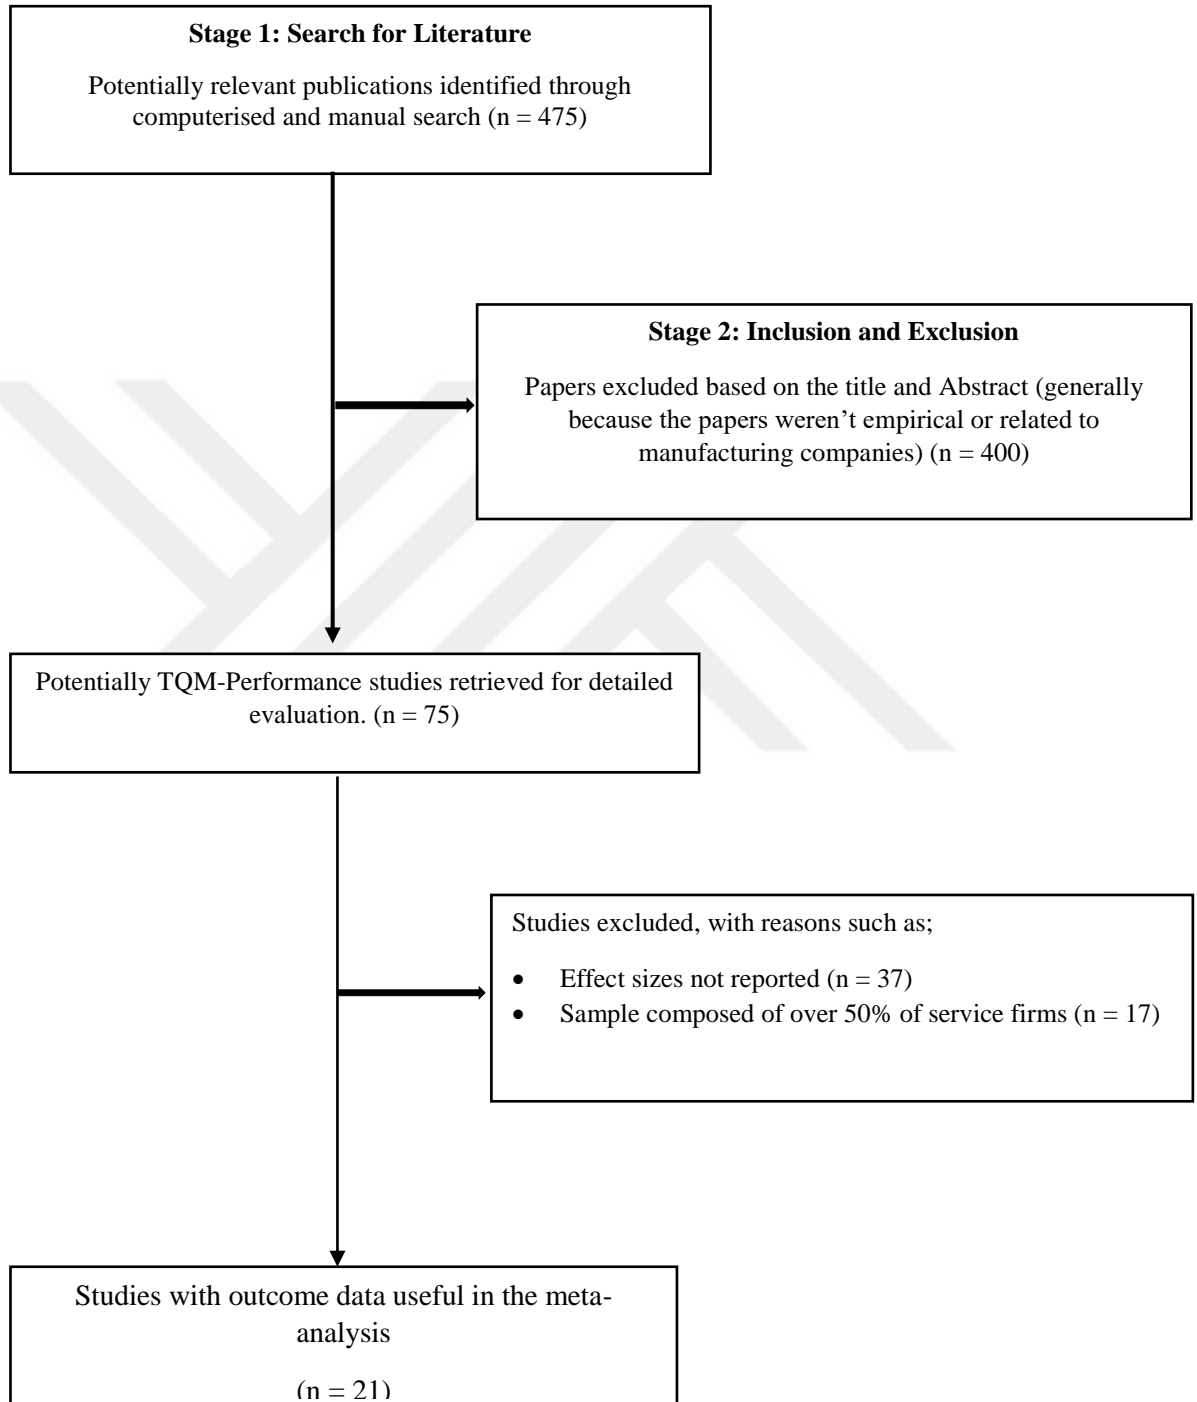 Stage 1: Search for Literature
Potentially relevant publications identified through
computerised and manual search (n = 475)
Stage 2: Inclusion and Exclusion
Papers excluded based on the title and Abstract (generally
because the papers weren’t empirical or related to
manufacturing companies) (n = 400)
Potentially TQM-Performance studies retrieved for detailed
evaluation. (n = 75)
Studies excluded, with reasons such as;
• Effect sizes not reported (n = 37)
• Sample composed of over 50% of service firms (n = 17)
Studies with outcome data useful in the meta-
analysis
(n = 21)